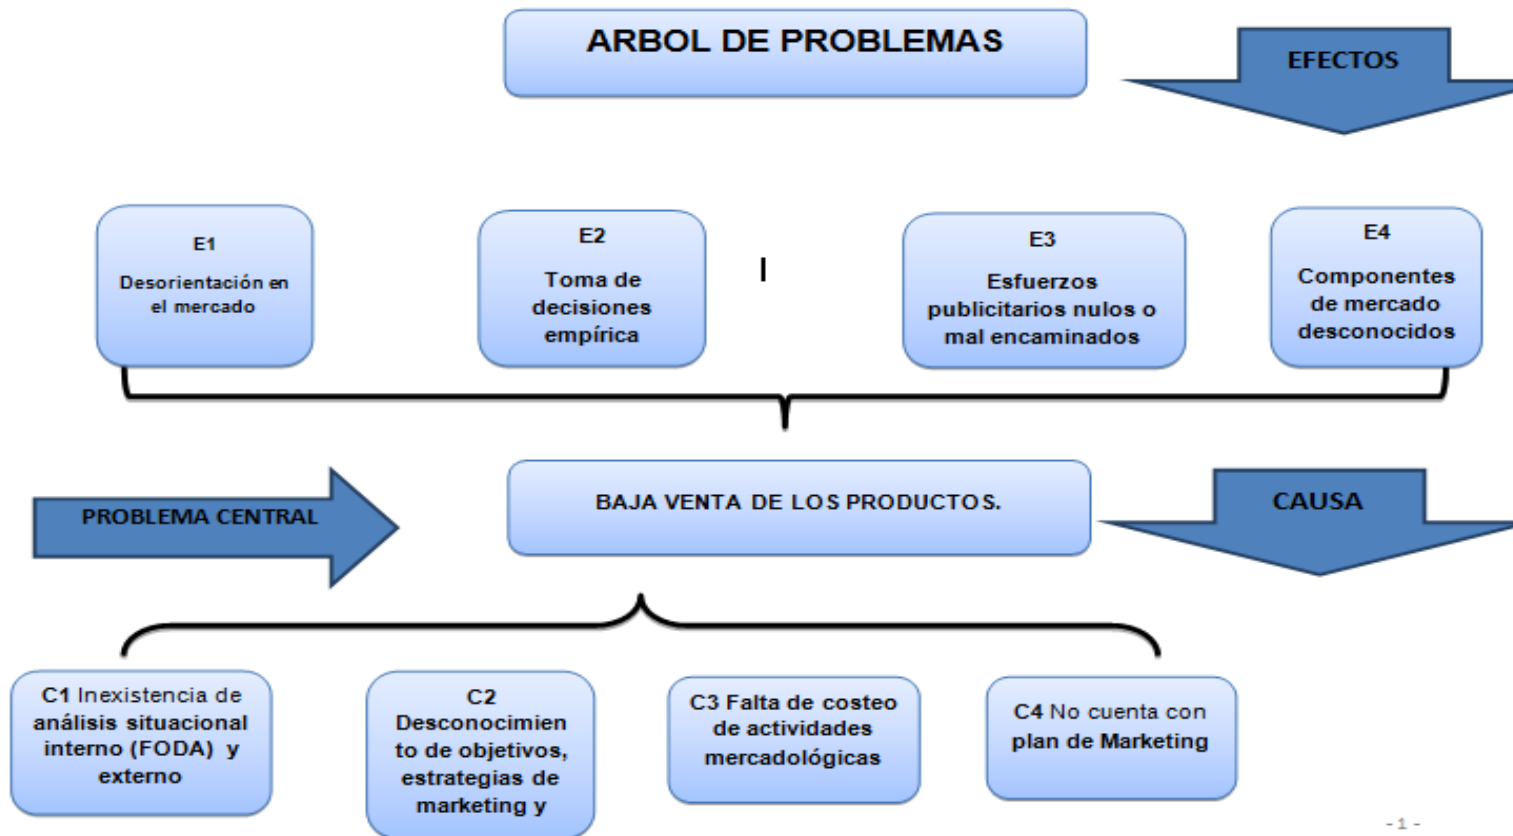 ARBOL DE PROBLEMAS
EFECTOS
E1
Desorientación en
el mercado
E2
Toma de
decisiones
empírica
I
E3
Esfuerzos
publicitarios nulos o
mal encaminados
E4
Componentes
de mercado
desconocidos
PROBLEMA CENTRAL
BAJA VENTA DE LOS PRODUCTOS.
CAUSA
C1 Inexistencia de
análisis situacional
interno (FODA) y
externo
C2
Desconocimien
to de objetivos,
estrategias de
marketing y
C3 Falta de costeo
de actividades
mercadológicas
C4 No cuenta con
plan de Marketing
- 1 -